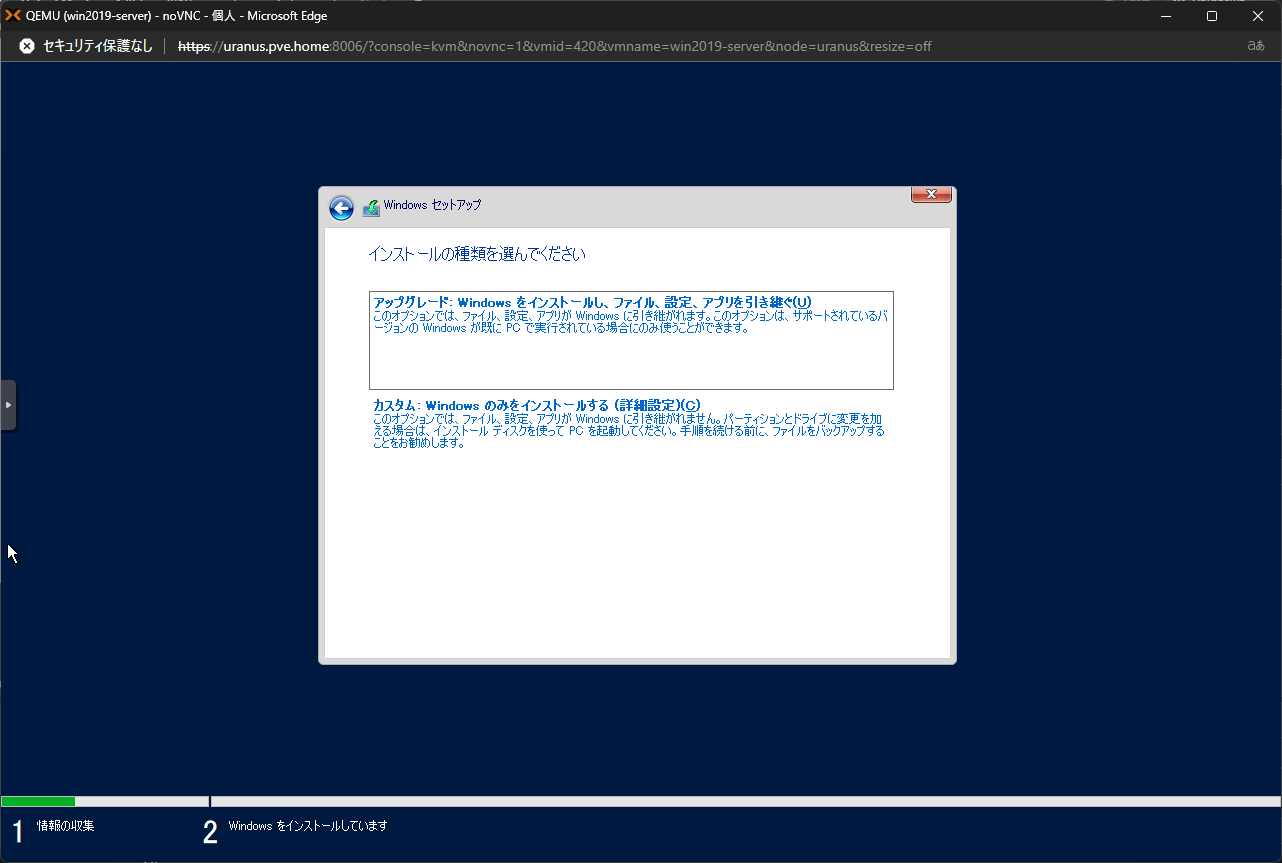 QEMU (win2019-server) - noVNC - 個人 - Microsoft Edge
セキュリティ保護なし
https://uranus.pve.home:8006/?console=kvm&novnc=1&vmid=420&vmname=win2019-server&node=uranus&resize=off
aあ
Windows セットアップ
インストールの種類を選んでください
アップグレード: Windows をインストールし、ファイル、設定、アプリを引き継ぐ(U)
このオプションでは、ファイル、設定、アプリが Windows に引き継がれます。このオプションは、サポートされているバ
ージョンの Windows が既に PC で実行されている場合にのみ使うことができます。
カスタム: Windows のみをインストールする (詳細設定)(C)
このオプションでは、ファイル、設定、アプリが Windows に引き継がれません。パーティションとドライブに変更を加
える場合は、インストール ディスクを使って PC を起動してください。手順を続ける前に、ファイルをバックアップする
ことをお勧めします。
1 情報の収集
2 Windows をインストールしています